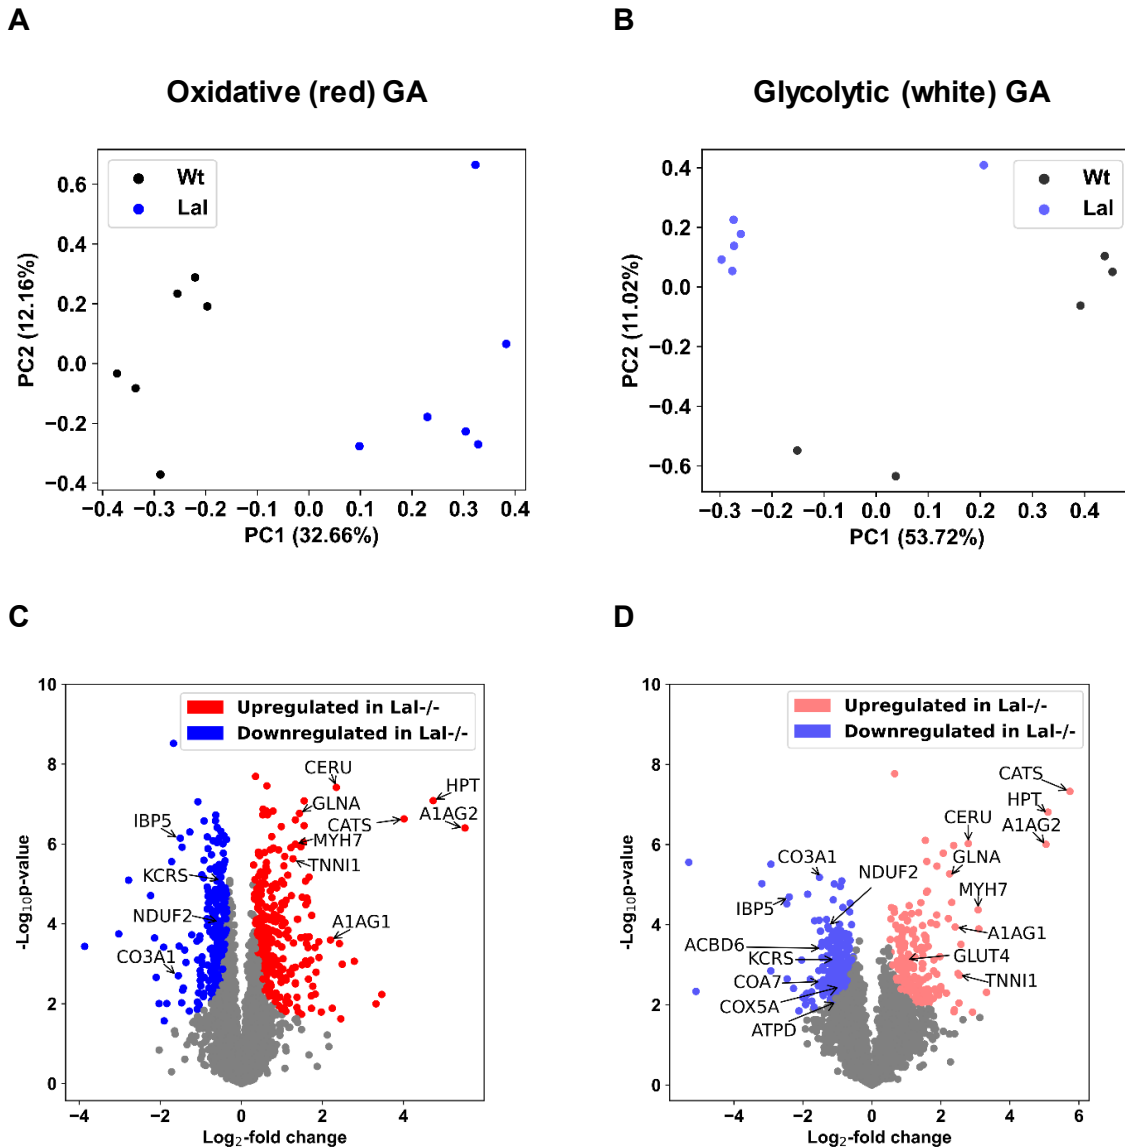 A
B
Oxidative (red) GA
Glycolytic (white) GA
Wt
Lal
0.6
0.4
0.2
0.0
−0.2
−0.4
PC2 (12.16%)
−0.4 −0.3 −0.2 −0.1 0.0 0.1 0.2 0.3 0.4
PC1 (32.66%)
Wt
Lal
0.4
0.2
0.0
−0.2
−0.4
−0.6
PC2 (11.02%)
−0.3 −0.2 −0.1 0.0 0.1 0.2 0.3 0.4
PC1 (53.72%)
C
D
10
8
6
4
2
0
-Log10p-value
Upregulated in Lal-/-
Downregulated in Lal-/-
CERU
HPT
GLNA
A1AG2
CATS
IBP5
MYH7
TNNI1
KCRS
NDUF2
A1AG1
CO3A1
−4 −2 0 2 4
Log2-fold change
10
8
6
4
2
0
-Log10p-value
Upregulated in Lal-/-
Downregulated in Lal-/-
CATS
HPT
CERU
A1AG2
CO3A1
NDUF2
GLNA
MYH7
IBP5
A1AG1
ACBD6
GLUT4
KCRS
TNNI1
COA7
COX5A
ATPD
−4 −2 0 2 4 6
Log2-fold change